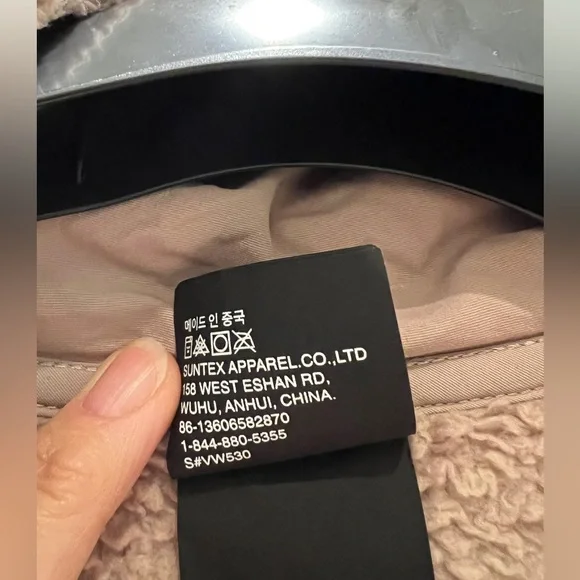 메이드 인 중국
SUNTEX APPAREL.CO.,LTD
158 WEST ESHAN RD,
WUHU, ANHUI, CHINA.
86-13606582870
1-844-880-5355
S#VW530